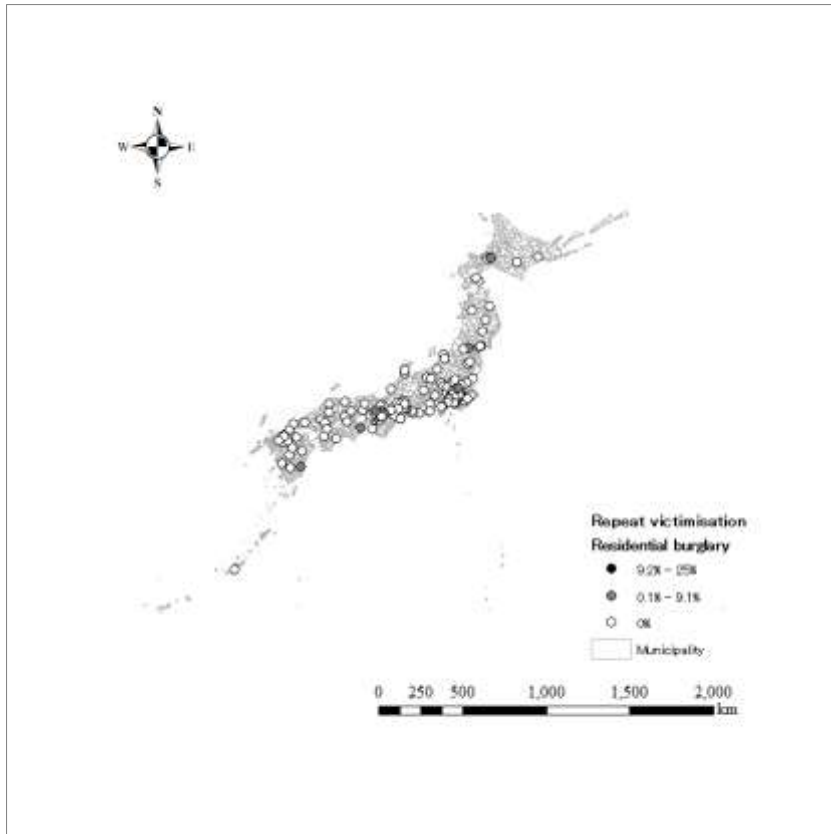 N
W E
S
Repeat victimisation
Residential burglary
9.2% - 25%
0.1% - 9.1%
0%
Municipality
0 250 500 1,000 1,500 2,000
km